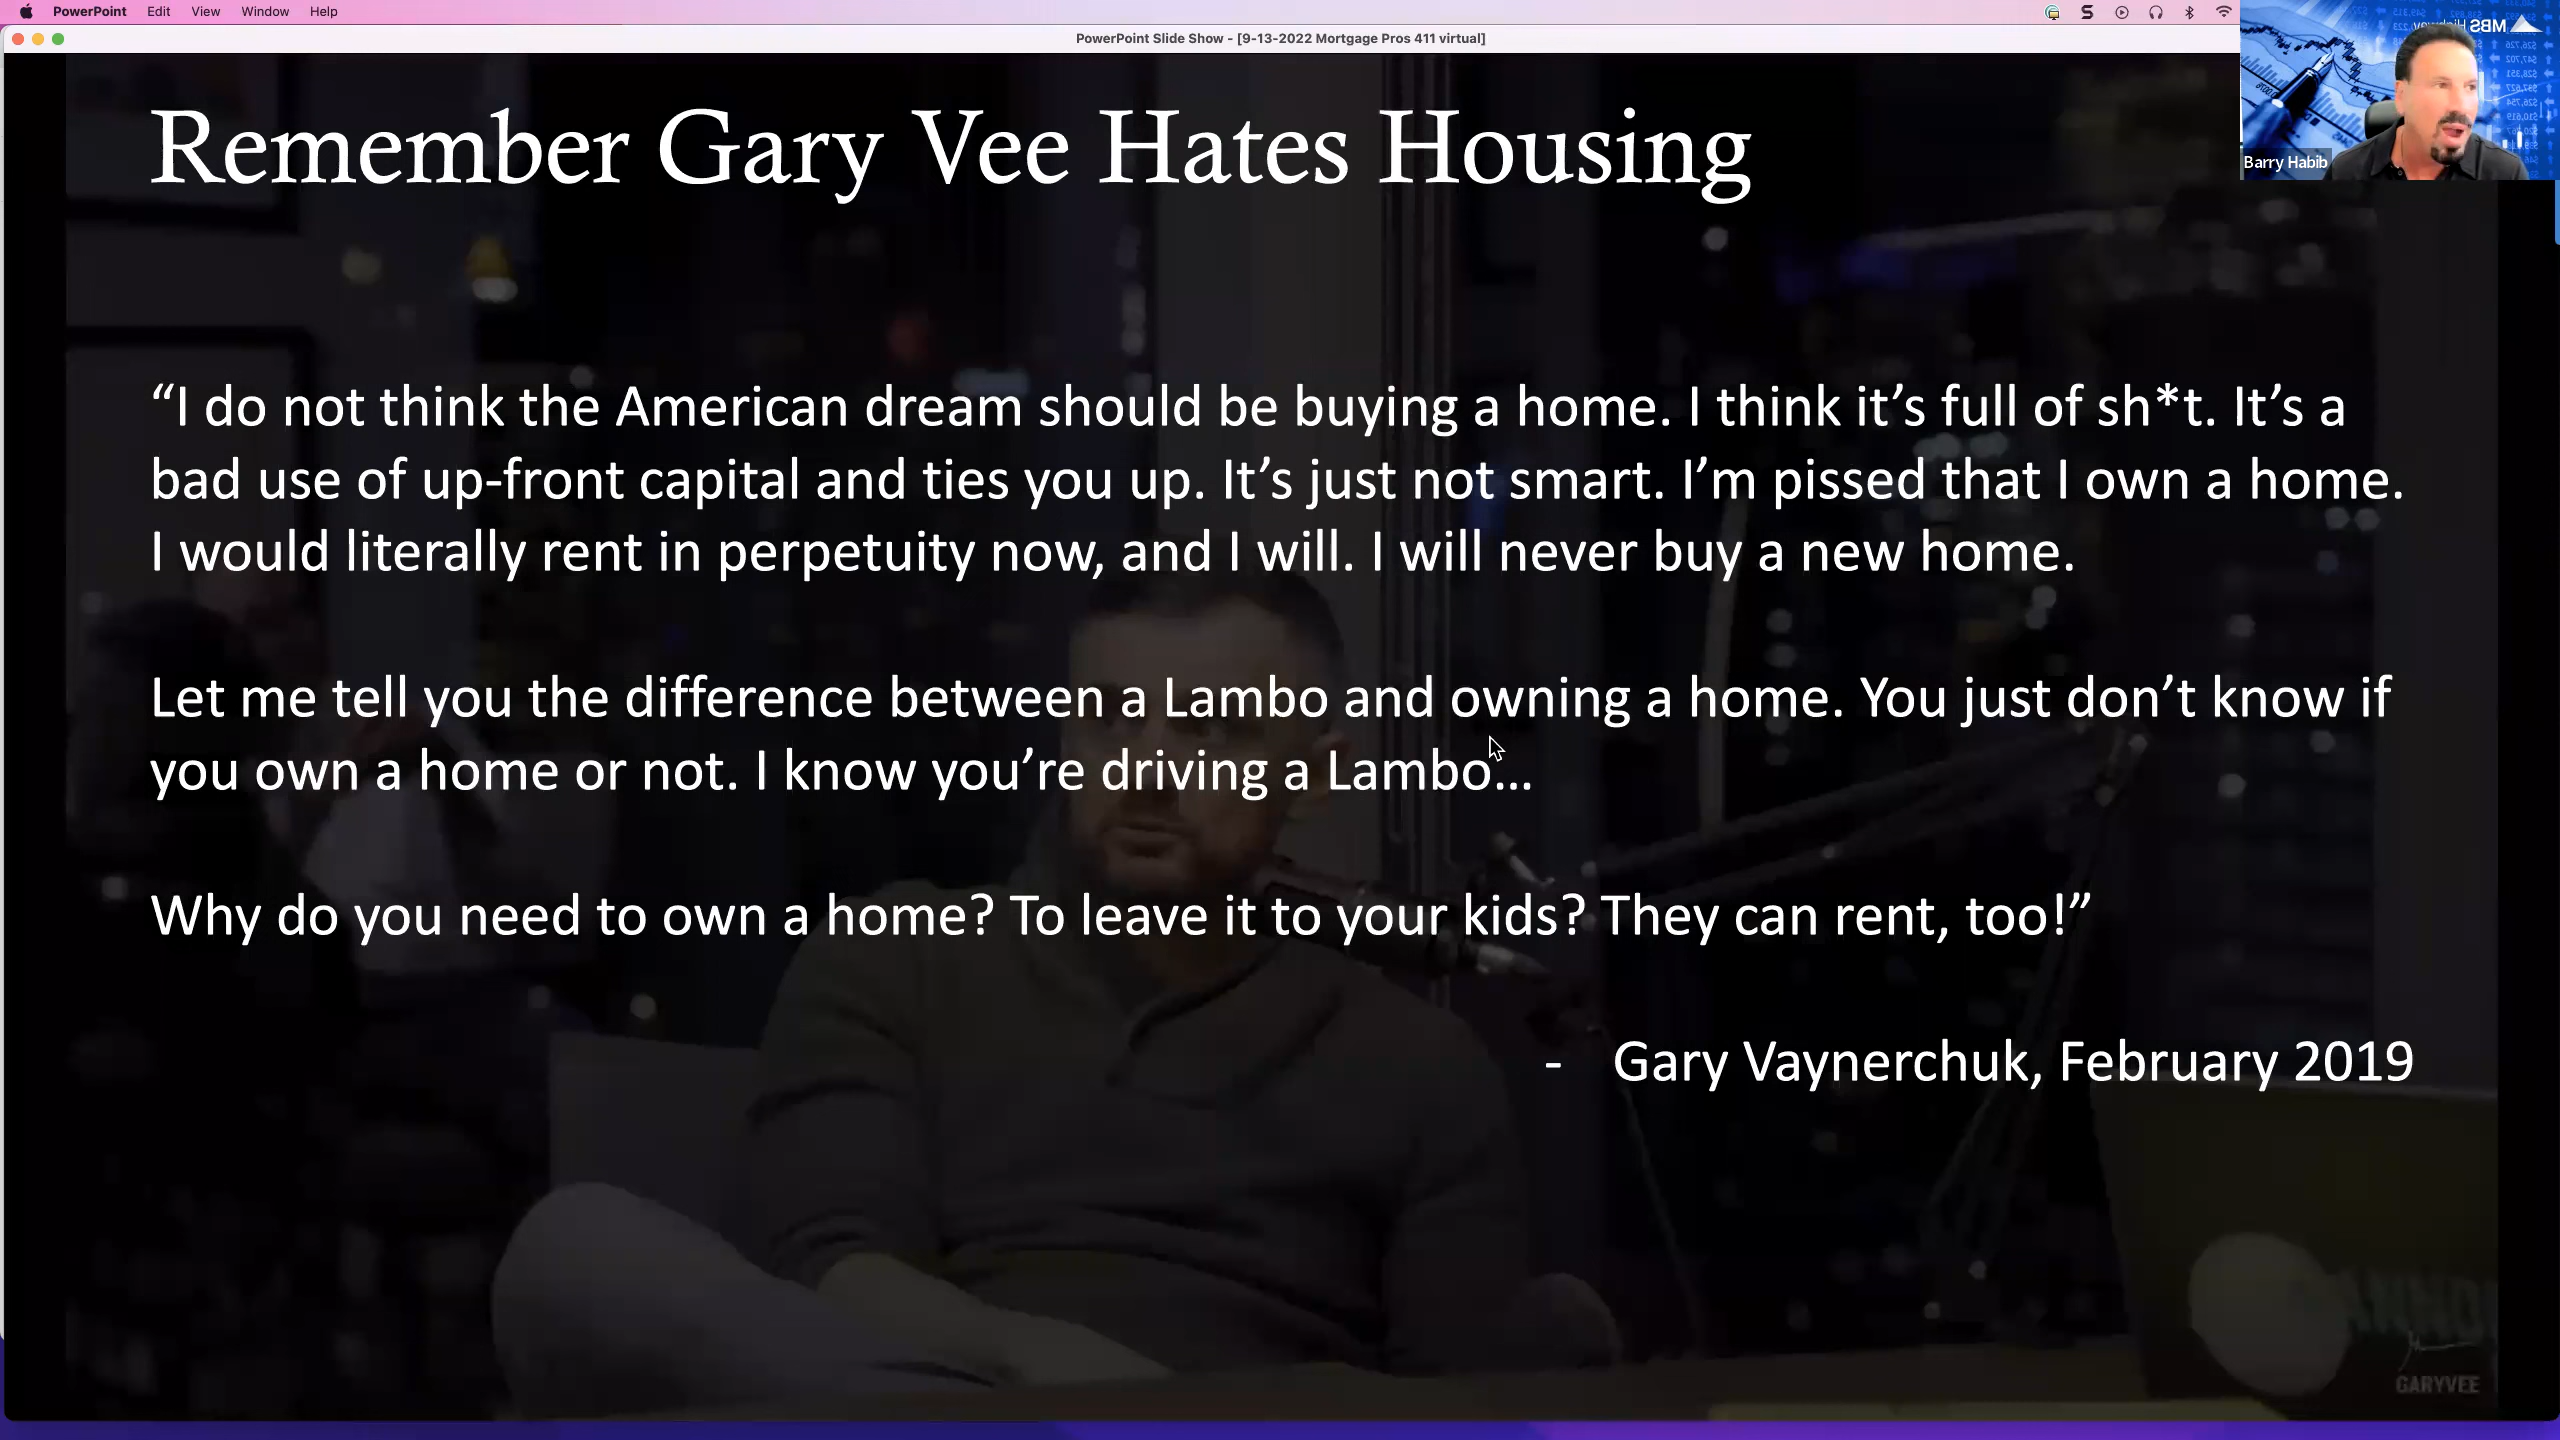 PowerPoint Edit View Window Help
PowerPoint Slide Show - [9-13-2022 Mortgage Pros 411 virtual]
MBS Highway
Barry Habib
Remember Gary Vee Hates Housing
“I do not think the American dream should be buying a home. I think it’s full of sh*t. It’s a
bad use of up-front capital and ties you up. It’s just not smart. I’m pissed that I own a home.
I would literally rent in perpetuity now, and I will. I will never buy a new home.
Let me tell you the difference between a Lambo and owning a home. You just don’t know if
you own a home or not. I know you’re driving a Lambo...
Why do you need to own a home? To leave it to your kids? They can rent, too!”
- Gary Vaynerchuk, February 2019
GARYVEE